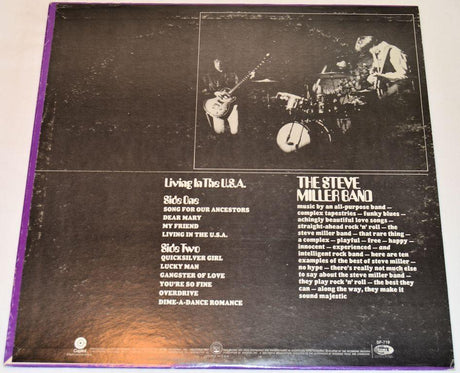 Living In The U.S.A.
Side One
SONG FOR OUR ANCESTORS
DEAR MARY
MY FRIEND
LIVING IN THE U.S.A.
Side Two
QUICKSILVER GIRL
LUCKY MAN
GANGSTER OF LOVE
YOU'RE SO FINE
OVERDRIVE
DIME-A-DANCE ROMANCE
THE STEVE
MILLER BAND
music by an all-purpose band —
complex tapestries – funky blues –
achingly beautiful love songs –
straight-ahead rock 'n' roll – the
steve miller band – that rare thing –
a complex – playful – free – happy –
innocent – experienced – and
intelligent rock band – here are ten
examples of the best of steve miller –
no hype – there's really not much else
to say about the steve miller band –
they play rock 'n' roll – the best they
can – along the way, they make it
sound majestic
Capitol
SF-719